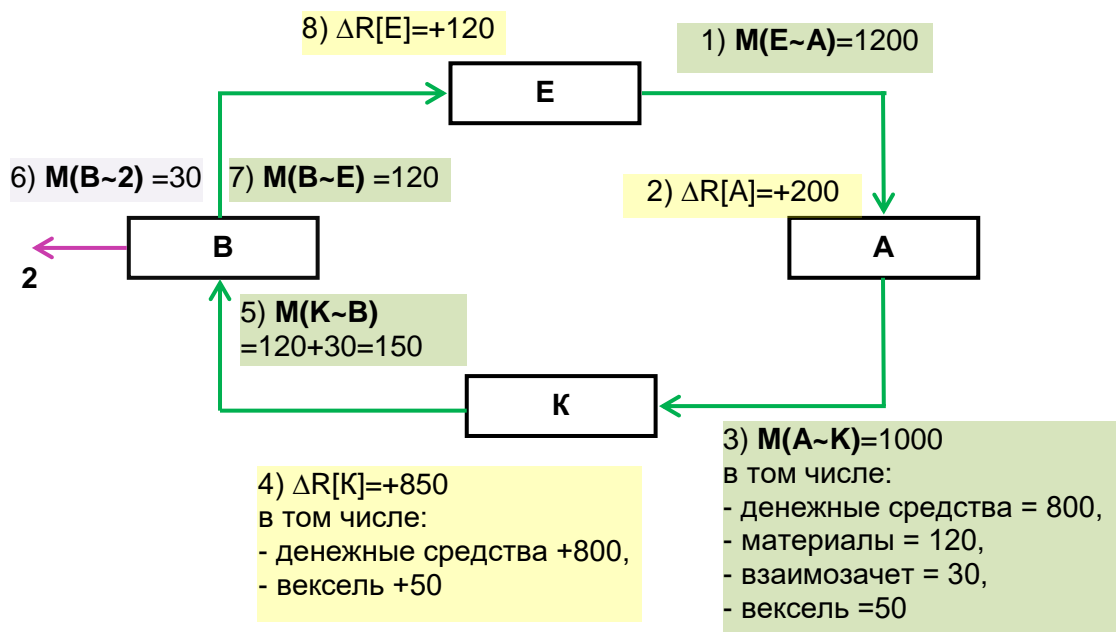 8) ∆R[E]=+120
1) M(E~A)=1200
Е
6) M(B~2) =30
7) M(B~E) =120
2) ∆R[A]=+200
В
А
2
5) M(K~B)
=120+30=150
К
3) M(A~K)=1000
в том числе:
- денежные средства = 800,
- материалы = 120,
- взаимозачет = 30,
- вексель =50
4) ∆R[К]=+850
в том числе:
- денежные средства +800,
- вексель +50